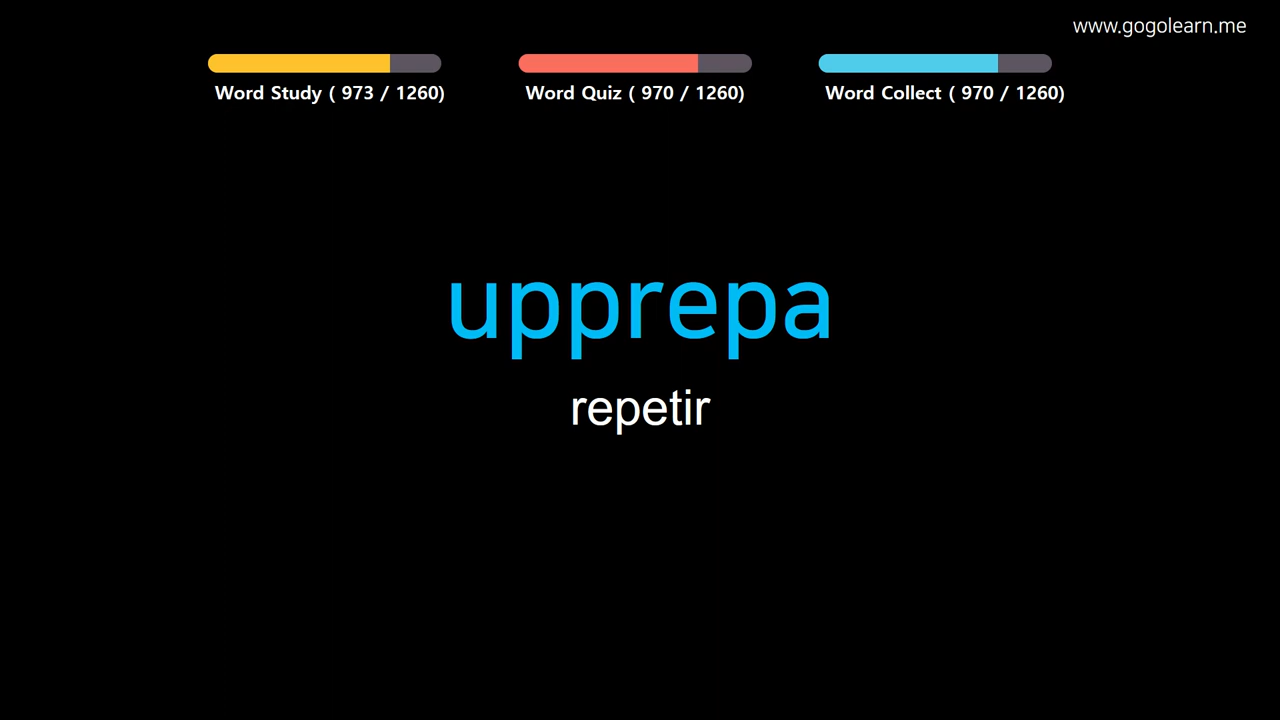 www.gogolearn.me
Word Study ( 973 / 1260)
Word Quiz ( 970 / 1260)
Word Collect ( 970 / 1260)
upprepa
repetir